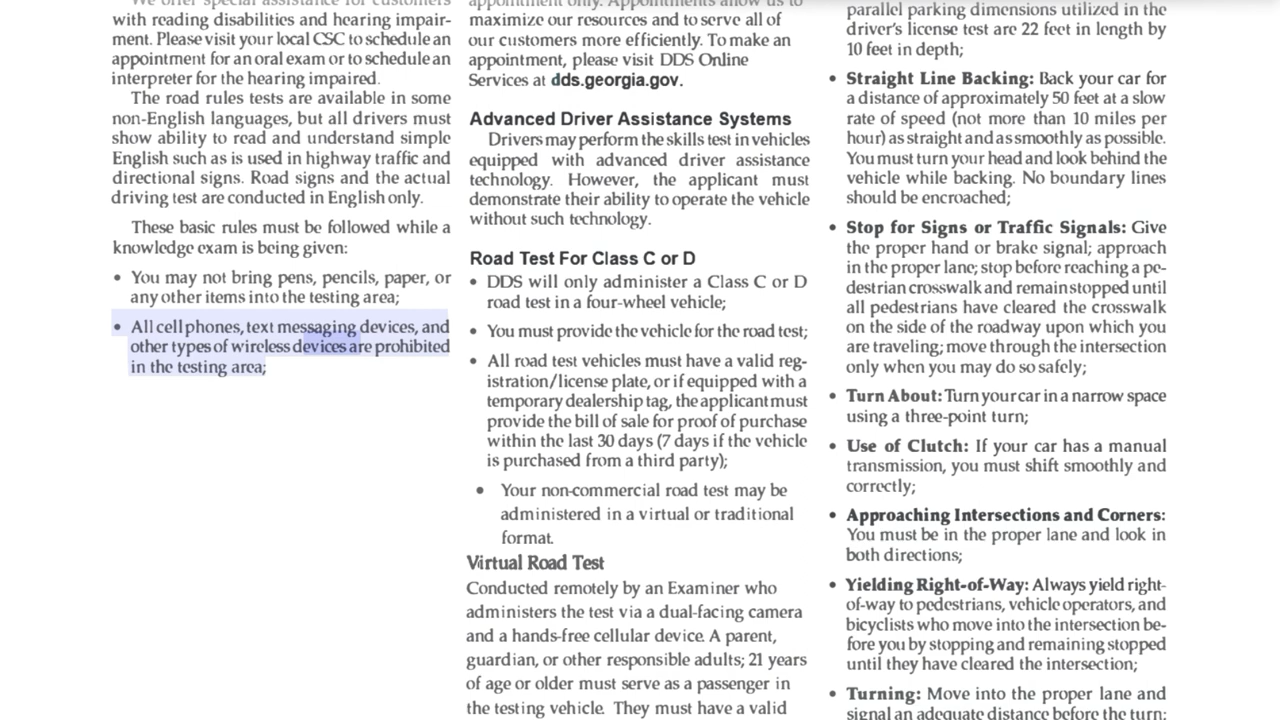 We offer special assistance for customers
with reading disabilities and hearing impair-
ment. Please visit your local CSC to schedule an
appointment for an oral exam or to schedule an
interpreter for the hearing impaired.
The road rules tests are available in some
non-English languages, but all drivers must
show ability to read and understand simple
English such as is used in highway traffic and
directional signs. Road signs and the actual
driving test are conducted in English only.
These basic rules must be followed while a
knowledge exam is being given:
• You may not bring pens, pencils, paper, or
any other items into the testing area;
• All cell phones, text messaging devices, and
other types of wireless devices are prohibited
in the testing area;
appointment only. Appointments allow us to
maximize our resources and to serve all of
our customers more efficiently. To make an
appointment, please visit DDS Online
Services at dds.georgia.gov.
Advanced Driver Assistance Systems
Drivers may perform the skills test in vehicles
equipped with advanced driver assistance
technology. However, the applicant must
demonstrate their ability to operate the vehicle
without such technology.
Road Test For Class C or D
• DDS will only administer a Class C or D
road test in a four-wheel vehicle;
• You must provide the vehicle for the road test;
• All road test vehicles must have a valid reg-
istration/license plate, or if equipped with a
temporary dealership tag, the applicant must
provide the bill of sale for proof of purchase
within the last 30 days (7 days if the vehicle
is purchased from a third party);
• Your non-commercial road test may be
administered in a virtual or traditional
format.
Virtual Road Test
Conducted remotely by an Examiner who
administers the test via a dual-facing camera
and a hands-free cellular device. A parent,
guardian, or other responsible adults; 21 years
of age or older must serve as a passenger in
the testing vehicle. They must have a valid
parallel parking dimensions utilized in the
driver's license test are 22 feet in length by
10 feet in depth;
• Straight Line Backing: Back your car for
a distance of approximately 50 feet at a slow
rate of speed (not more than 10 miles per
hour) as straight and as smoothly as possible.
You must turn your head and look behind the
vehicle while backing. No boundary lines
should be encroached;
• Stop for Signs or Traffic Signals: Give
the proper hand or brake signal; approach
in the proper lane; stop before reaching a pe-
destrian crosswalk and remain stopped until
all pedestrians have cleared the crosswalk
on the side of the roadway upon which you
are traveling; move through the intersection
only when you may do so safely;
• Turn About: Turn your car in a narrow space
using a three-point turn;
• Use of Clutch: If your car has a manual
transmission, you must shift smoothly and
correctly;
• Approaching Intersections and Corners:
You must be in the proper lane and look in
both directions;
• Yielding Right-of-Way: Always yield right-
of-way to pedestrians, vehicle operators, and
bicyclists who move into the intersection be-
fore you by stopping and remaining stopped
until they have cleared the intersection;
• Turning: Move into the proper lane and
signal an adequate distance before the turn;